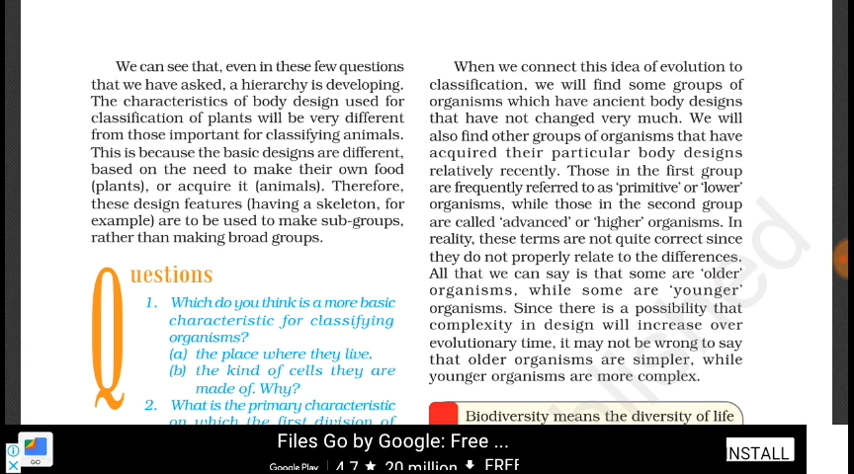 We can see that, even in these few questions
that we have asked, a hierarchy is developing.
The characteristics of body design used for
classification of plants will be very different
from those important for classifying animals.
This is because the basic designs are different,
based on the need to make their own food
(plants), or acquire it (animals). Therefore,
these design features (having a skeleton, for
example) are to be used to make sub-groups,
rather than making broad groups.
Questions
1. Which do you think is a more basic
characteristic for classifying
organisms?
(a) the place where they live.
(b) the kind of cells they are
made of. Why?
2. What is the primary characteristic
on which the first division of
When we connect this idea of evolution to
classification, we will find some groups of
organisms which have ancient body designs
that have not changed very much. We will
also find other groups of organisms that have
acquired their particular body designs
relatively recently. Those in the first group
are frequently referred to as ‘primitive’ or ‘lower’
organisms, while those in the second group
are called ‘advanced’ or ‘higher’ organisms. In
reality, these terms are not quite correct since
they do not properly relate to the differences.
All that we can say is that some are ‘older’
organisms, while some are ‘younger’
organisms. Since there is a possibility that
complexity in design will increase over
evolutionary time, it may not be wrong to say
that older organisms are simpler, while
younger organisms are more complex.
Biodiversity means the diversity of life
blished
GO
Files Go by Google: Free ...
Google Play 4.7 ★ 20 million FREE
INSTALL